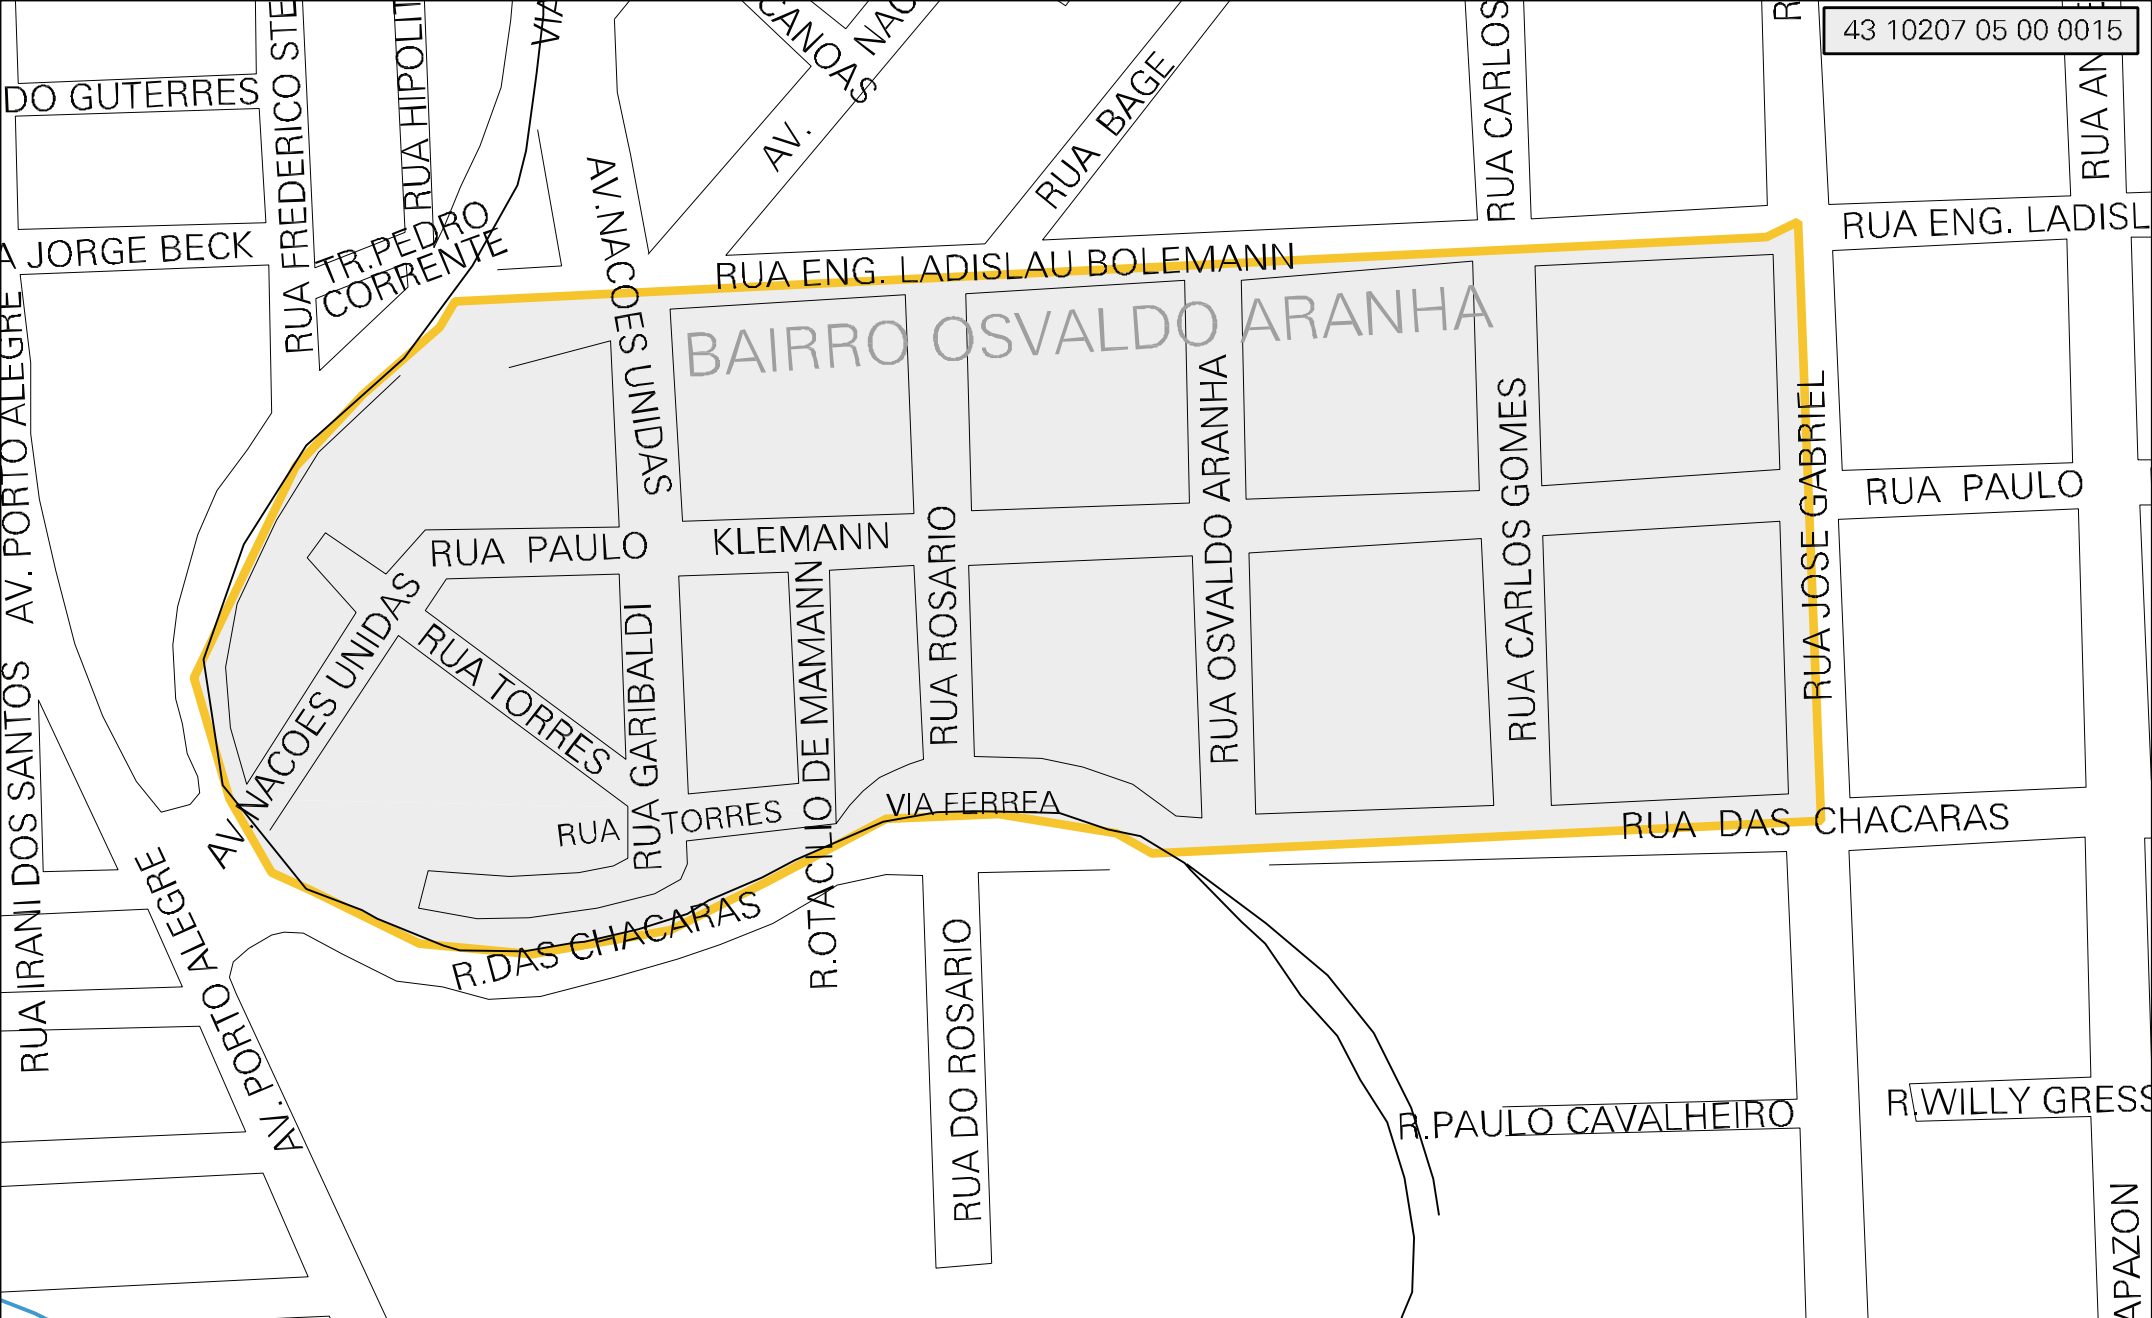 43 10207 05 00 0015
CANOAS
AV. NAC
RUA BAGE
RUA CARLOS
RUA AN
DO GUTERRES
RUA FREDERICO STE
RUA HIPOLIT
VIA
TR.PEDRO
CORRENTE
A JORGE BECK
AV.NACOES UNIDAS
RUA ENG. LADISLAU BOLEMANN
RUA ENG. LADISL
BAIRRO OSVALDO ARANHA
AV. PORTO ALEGRE
RUA PAULO KLEMANN
RUA PAULO
RUA OSVALDO ARANHA
RUA CARLOS GOMES
RUA JOSE GABRIEL
RUA ROSARIO
AV.NACOES UNIDAS
RUA TORRES
RUA GARIBALDI
R.OTACILIO DE MAMANN
RUA TORRES
VIA FERREA
RUA DAS CHACARAS
RUA IRANI DOS SANTOS
AV. PORTO ALEGRE
R.DAS CHACARAS
RUA DO ROSARIO
R.PAULO CAVALHEIRO
R.WILLY GRESS
APAZON